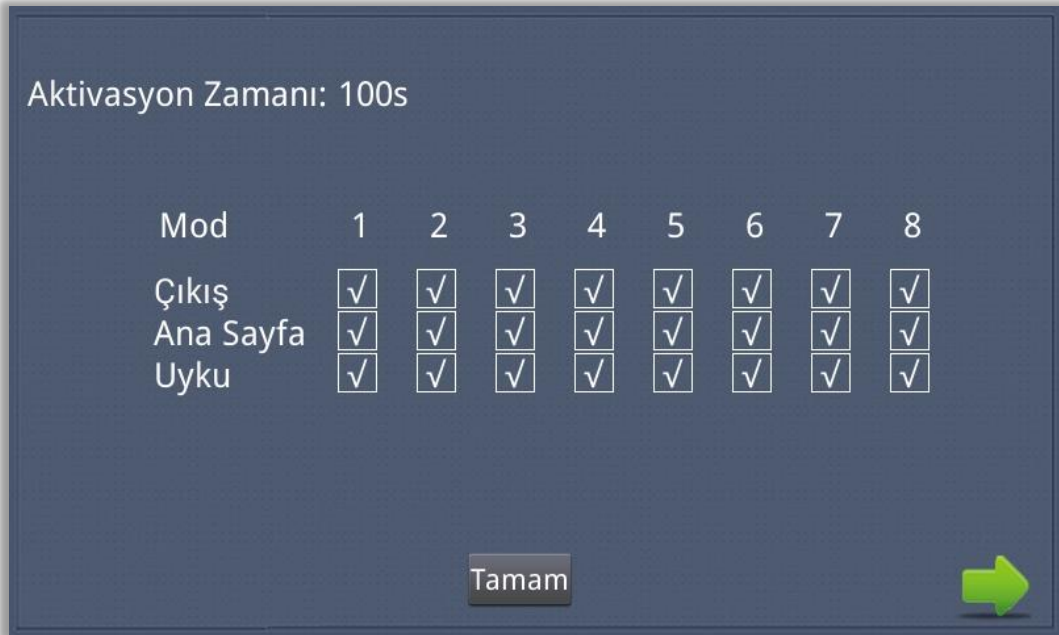 Aktivasyon Zamanı: 100s
Mod 1 2 3 4 5 6 7 8
Çıkış √ √ √ √ √ √ √ √
Ana Sayfa √ √ √ √ √ √ √ √
Uyku √ √ √ √ √ √ √ √
Tamam